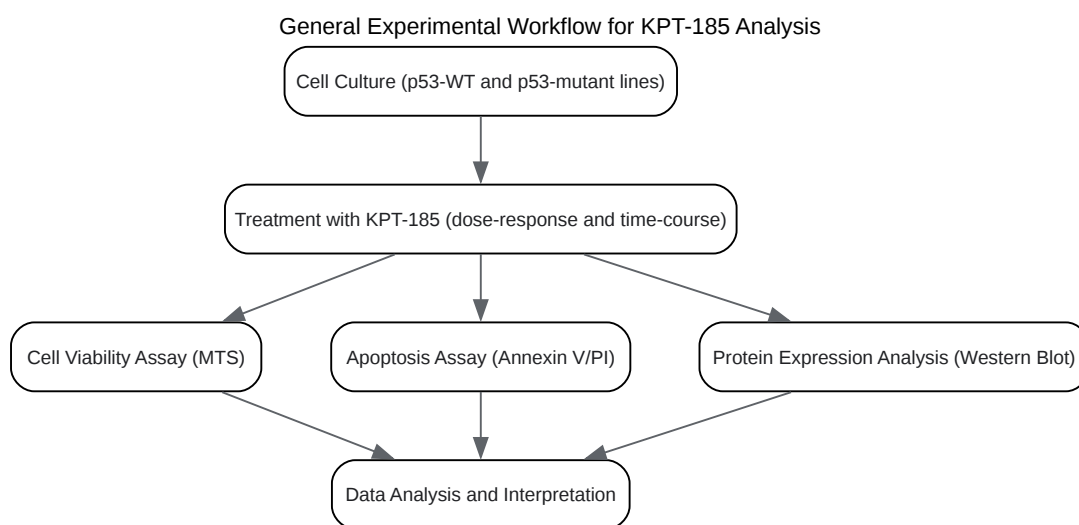 General Experimental Workflow for KPT-185 Analysis
Cell Culture (p53-WT and p53-mutant lines)
Treatment with KPT-185 (dose-response and time-course)
Cell Viability Assay (MTS)
Apoptosis Assay (Annexin V/PI)
Protein Expression Analysis (Western Blot)
Data Analysis and Interpretation